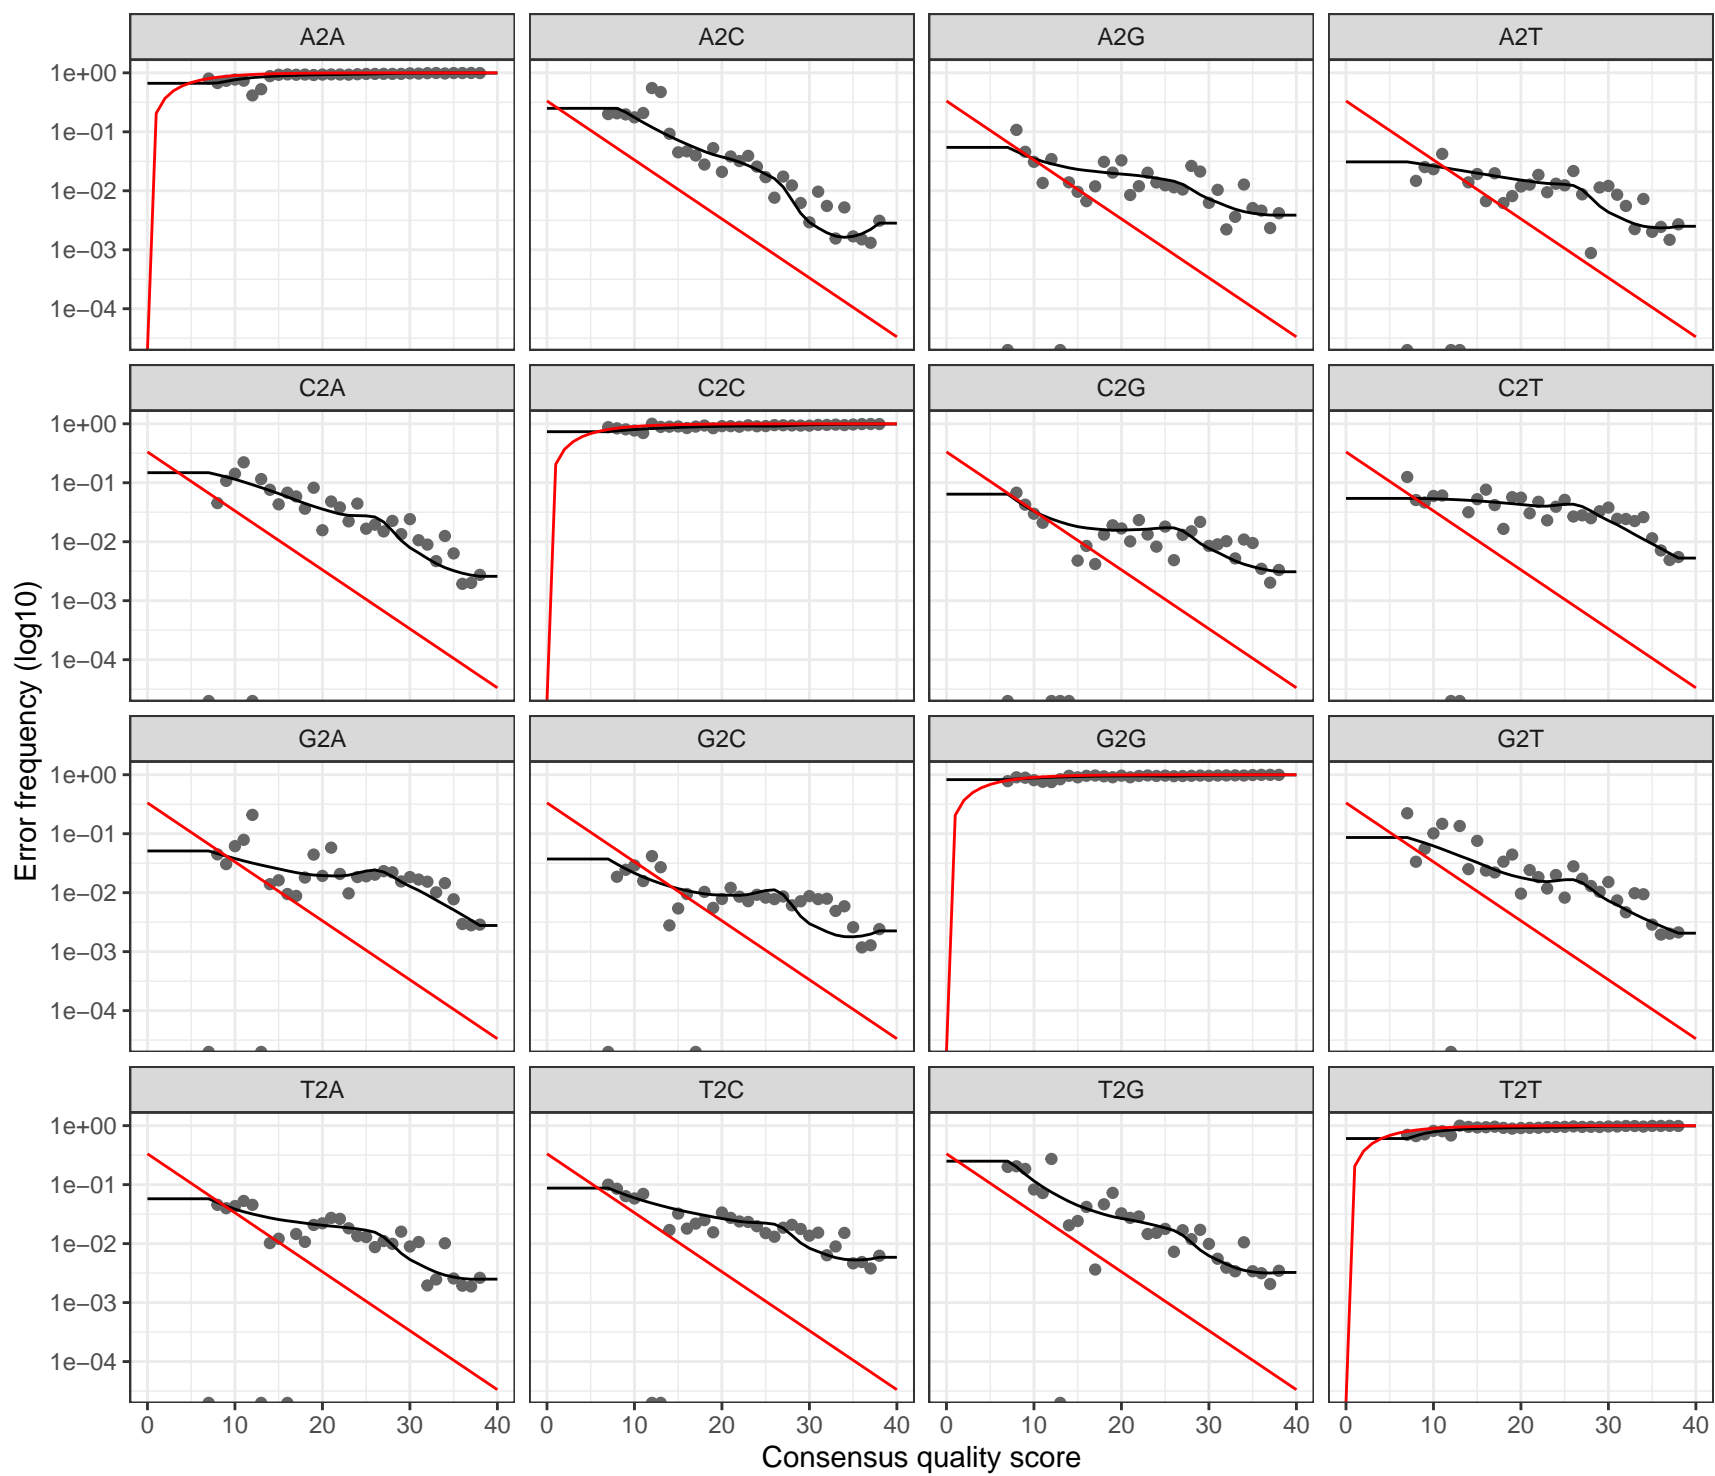 A2A A2C A2G A2T
1e+00
1e−01
1e−02
1e−03
1e−04
C2A C2C C2G C2T
1e+00
1e−01
1e−02
1e−03
1e−04
G2A G2C G2G G2T
1e+00
1e−01
1e−02
1e−03
1e−04
T2A T2C T2G T2T
1e+00
1e−01
1e−02
1e−03
1e−04
0 10 20 30 40 0 10 20 30 40 0 10 20 30 40 0 10 20 30 40
Consensus quality score
Error frequency (log10)